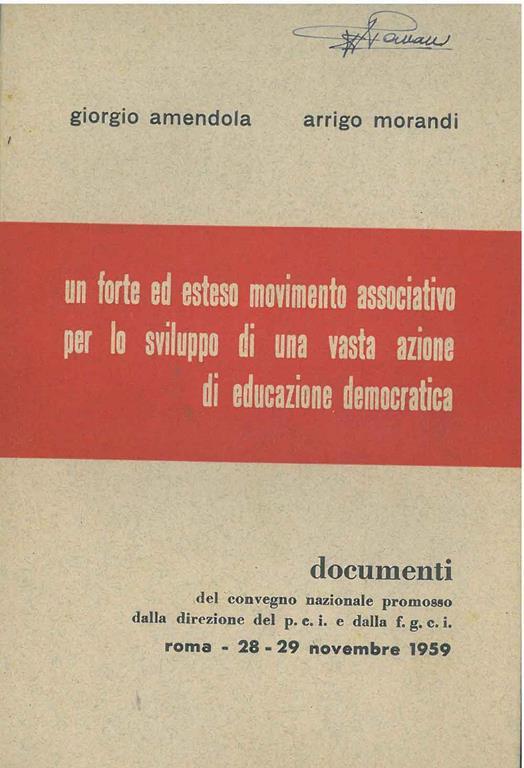 giorgio amendola arrigo morandi
un forte ed esteso movimento associativo
per lo sviluppo di una vasta azione
di educazione democratica
documenti
del convegno nazionale promosso
dalla direzione del p. c. i. e dalla f. g. c. i.
roma - 28 - 29 novembre 1959